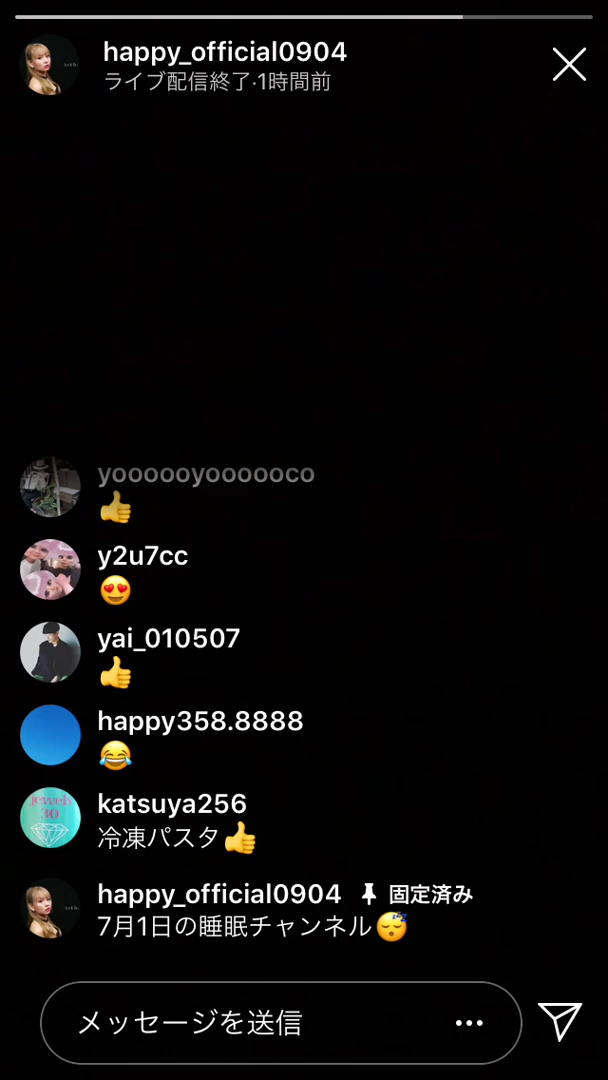 happy_official0904
ライブ配信終了·1時間前
yoooooyoooooco
👍
y2u7cc
😍
yai_010507
👍
happy358.8888
😂
jewely
30
katsuya256
冷凍パスタ👍
happy_official0904 📌 固定済み
7月1日の睡眠チャンネル😴
メッセージを送信